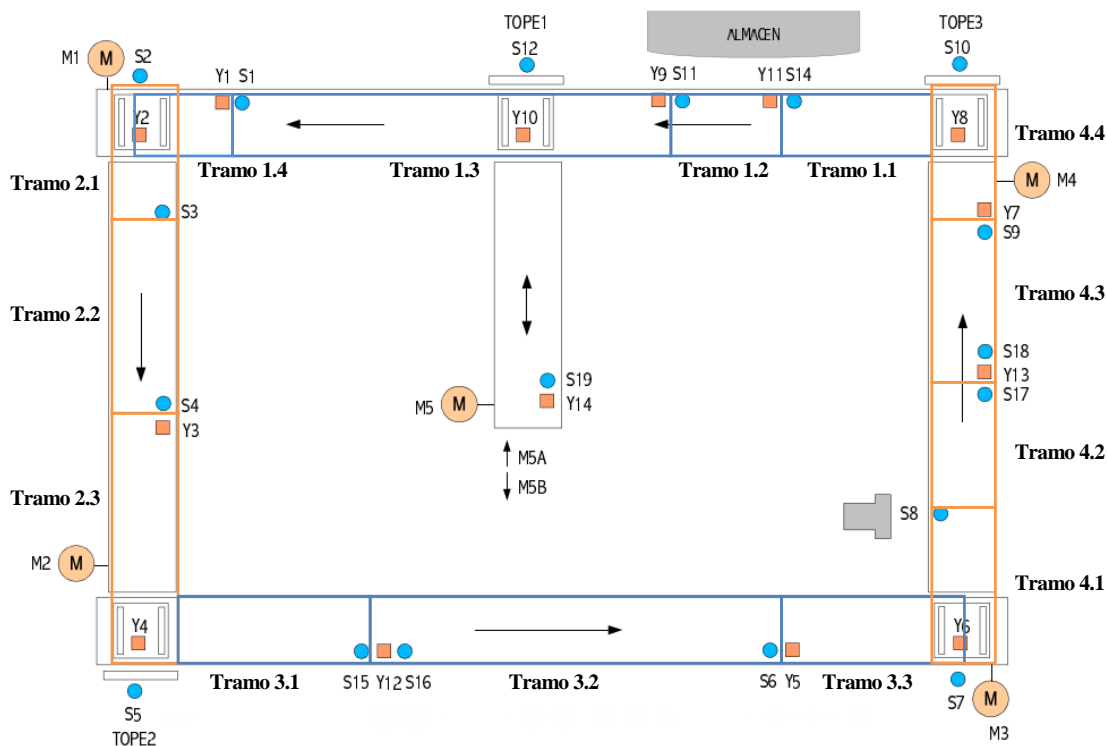 ALMACEN
TOPE1
TOPE3
M1
M
S2
S12
S10
Y1 S1
Y9 S11
Y11 S14
Y2
Y10
Y8
Tramo 4.4
Tramo 2.1
Tramo 1.4
Tramo 1.3
Tramo 1.2
Tramo 1.1
M
M4
S3
Y7
S9
Tramo 2.2
Tramo 4.3
S18
Y13
S17
S19
S4
M5
M
Y14
Y3
M5A
M5B
Tramo 4.2
Tramo 2.3
S8
M2
M
Tramo 4.1
Y4
Y6
Tramo 3.1
S15
Y12
S16
Tramo 3.2
S6
Y5
Tramo 3.3
S5
TOPE2
S7
M
M3